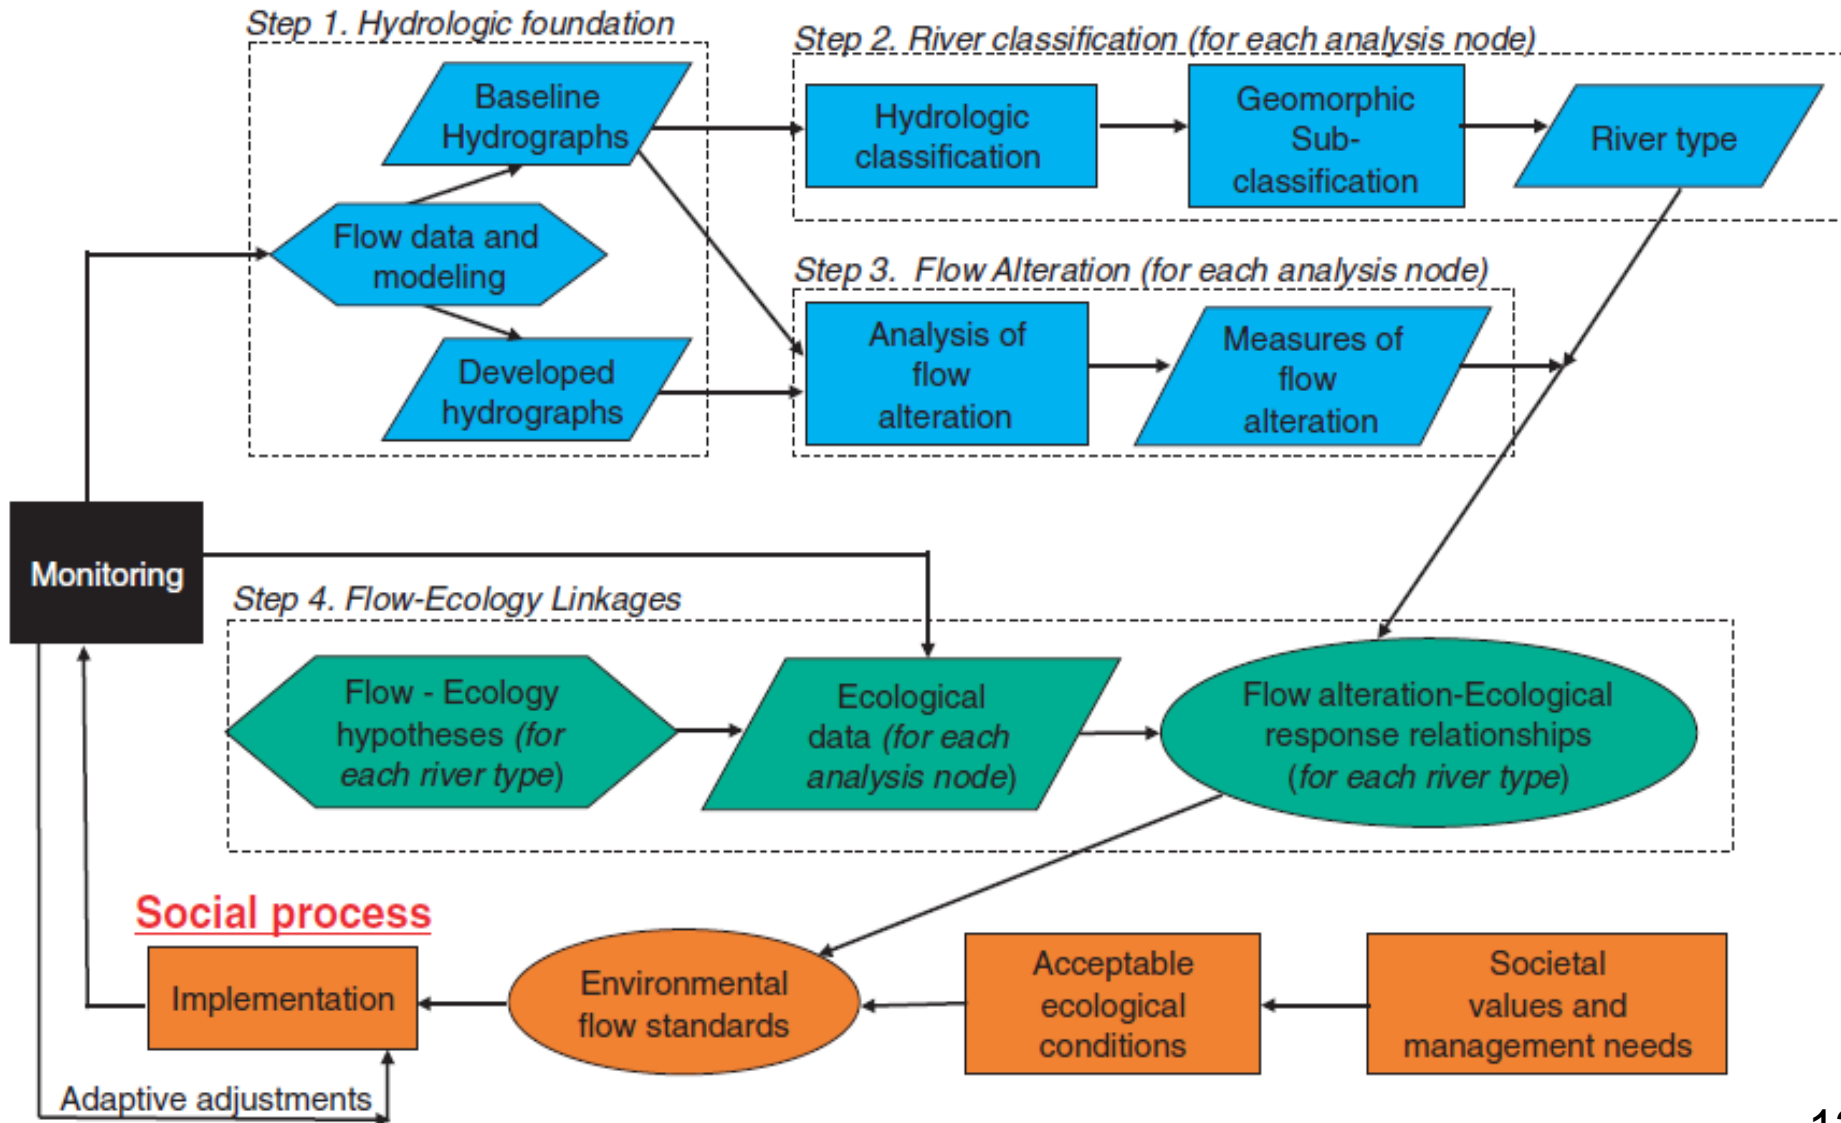 Step 1. Hydrologic foundation
Step 2. River classification (for each analysis node)
Baseline
Hydrographs
Hydrologic
classification
Geomorphic
Sub-
classification
River type
Flow data and
modeling
Developed
hydrographs
Step 3. Flow Alteration (for each analysis node)
Analysis of
flow
alteration
Measures of
flow
alteration
Monitoring
Step 4. Flow-Ecology Linkages
Flow - Ecology
hypotheses (for
each river type)
Ecological
data (for each
analysis node)
Flow alteration-Ecological
response relationships
(for each river type)
Social process
Implementation
Environmental
flow standards
Acceptable
ecological
conditions
Societal
values and
management needs
Adaptive adjustments